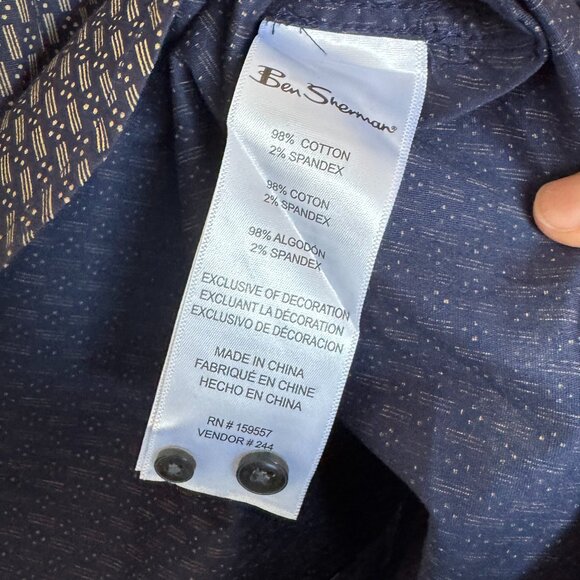 Ben Sherman®
98% COTTON
2% SPANDEX
98% COTON
2% SPANDEX
98% ALGODÓN
2% SPANDEX
EXCLUSIVE OF DECORATION
EXCLUANT LA DÉCORATION
EXCLUSIVO DE DÉCORACION
MADE IN CHINA
FABRIQUÉ EN CHINE
HECHO EN CHINA
RN # 159557
VENDOR # 244